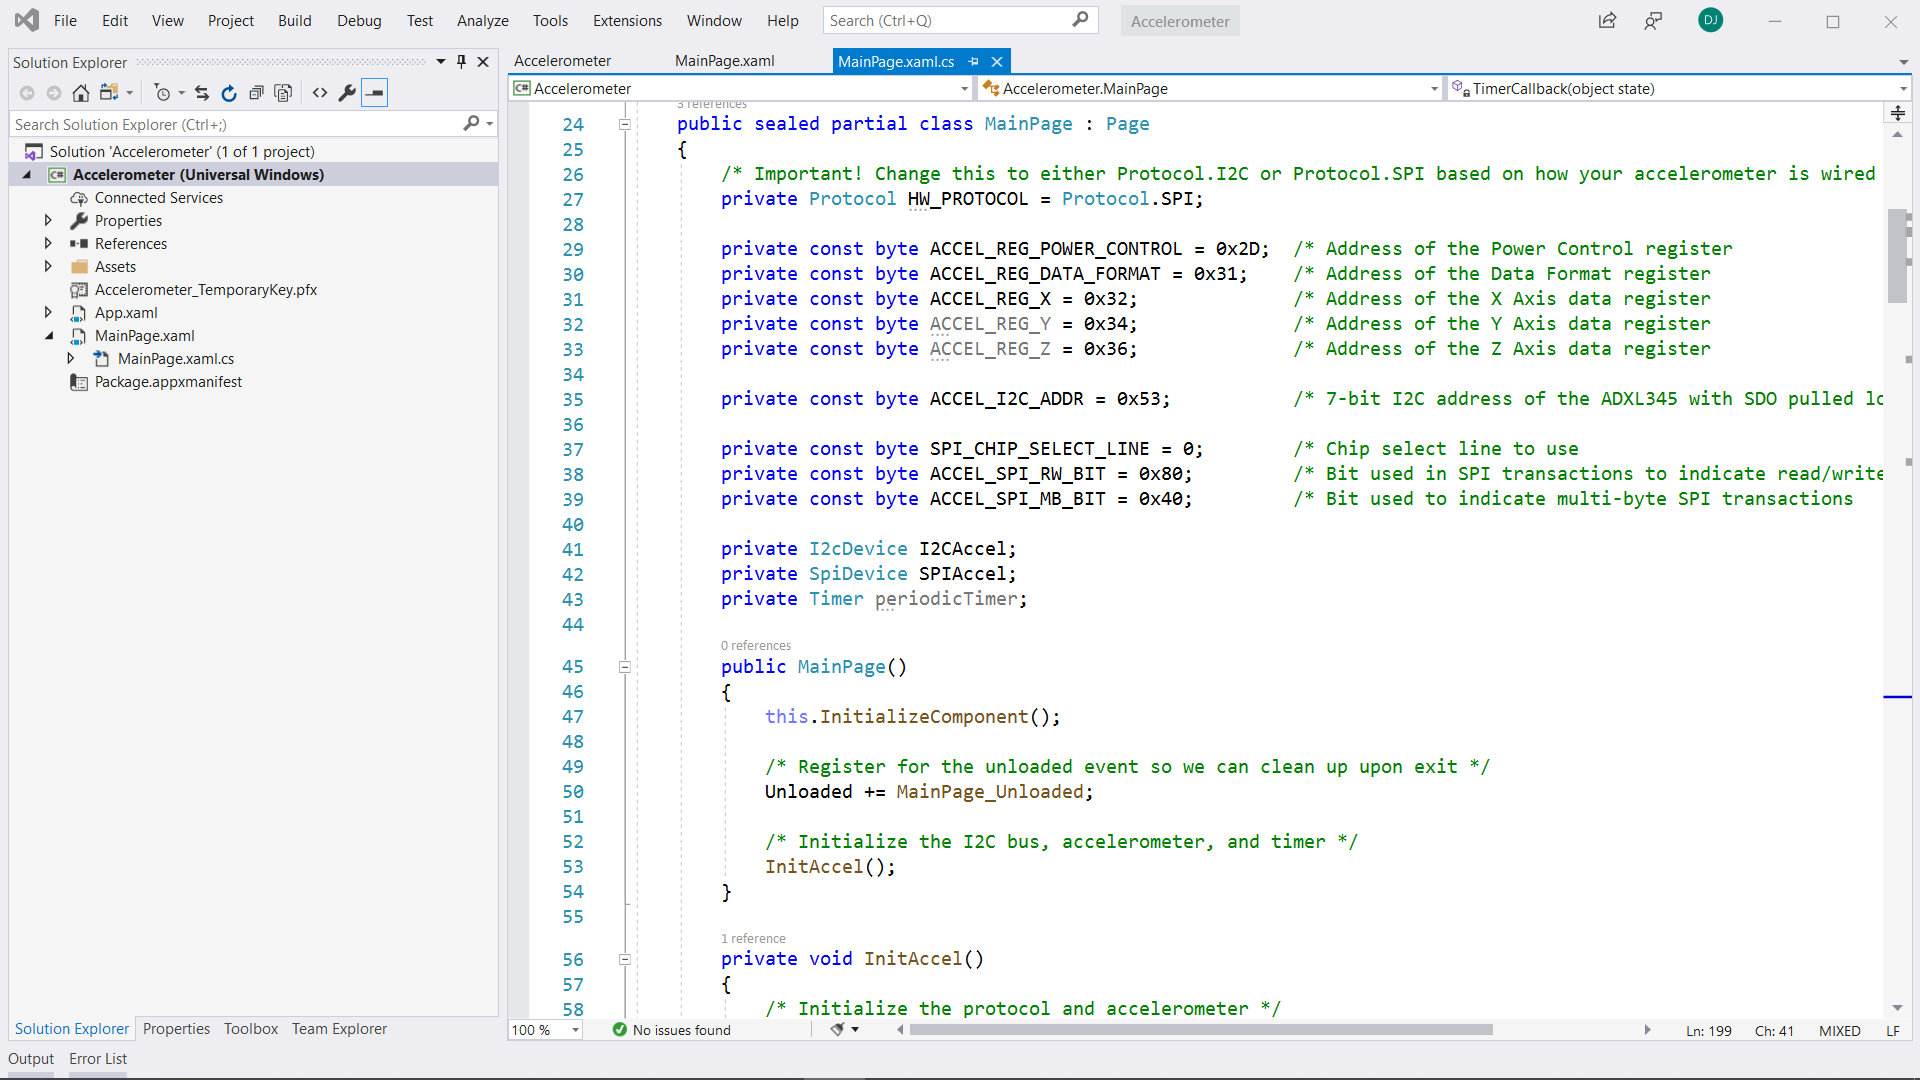 File Edit View Project Build Debug Test Analyze Tools Extensions Window Help Search (Ctrl+Q) Accelerometer DJ
Solution Explorer
Search Solution Explorer (Ctrl+;)
Solution 'Accelerometer' (1 of 1 project)
C# Accelerometer (Universal Windows)
Connected Services
Properties
References
Assets
Accelerometer_TemporaryKey.pfx
App.xaml
MainPage.xaml
MainPage.xaml.cs
Package.appxmanifest
Solution Explorer Properties Toolbox Team Explorer
Output Error List
Accelerometer MainPage.xaml MainPage.xaml.cs
C# Accelerometer Accelerometer.MainPage TimerCallback(object state)
3 references
24 public sealed partial class MainPage : Page
25 {
26 /* Important! Change this to either Protocol.I2C or Protocol.SPI based on how your accelerometer is wired
27 private Protocol HW_PROTOCOL = Protocol.SPI;
28
29 private const byte ACCEL_REG_POWER_CONTROL = 0x2D; /* Address of the Power Control register
30 private const byte ACCEL_REG_DATA_FORMAT = 0x31; /* Address of the Data Format register
31 private const byte ACCEL_REG_X = 0x32; /* Address of the X Axis data register
32 private const byte ACCEL_REG_Y = 0x34; /* Address of the Y Axis data register
33 private const byte ACCEL_REG_Z = 0x36; /* Address of the Z Axis data register
34
35 private const byte ACCEL_I2C_ADDR = 0x53; /* 7-bit I2C address of the ADXL345 with SDO pulled lo
36
37 private const byte SPI_CHIP_SELECT_LINE = 0; /* Chip select line to use
38 private const byte ACCEL_SPI_RW_BIT = 0x80; /* Bit used in SPI transactions to indicate read/write
39 private const byte ACCEL_SPI_MB_BIT = 0x40; /* Bit used to indicate multi-byte SPI transactions
40
41 private I2cDevice I2CAccel;
42 private SpiDevice SPIAccel;
43 private Timer periodicTimer;
44
0 references
45 public MainPage()
46 {
47 this.InitializeComponent();
48
49 /* Register for the unloaded event so we can clean up upon exit */
50 Unloaded += MainPage_Unloaded;
51
52 /* Initialize the I2C bus, accelerometer, and timer */
53 InitAccel();
54 }
55
1 reference
56 private void InitAccel()
57 {
58 /* Initialize the protocol and accelerometer */
100 % No issues found Ln: 199 Ch: 41 MIXED LF